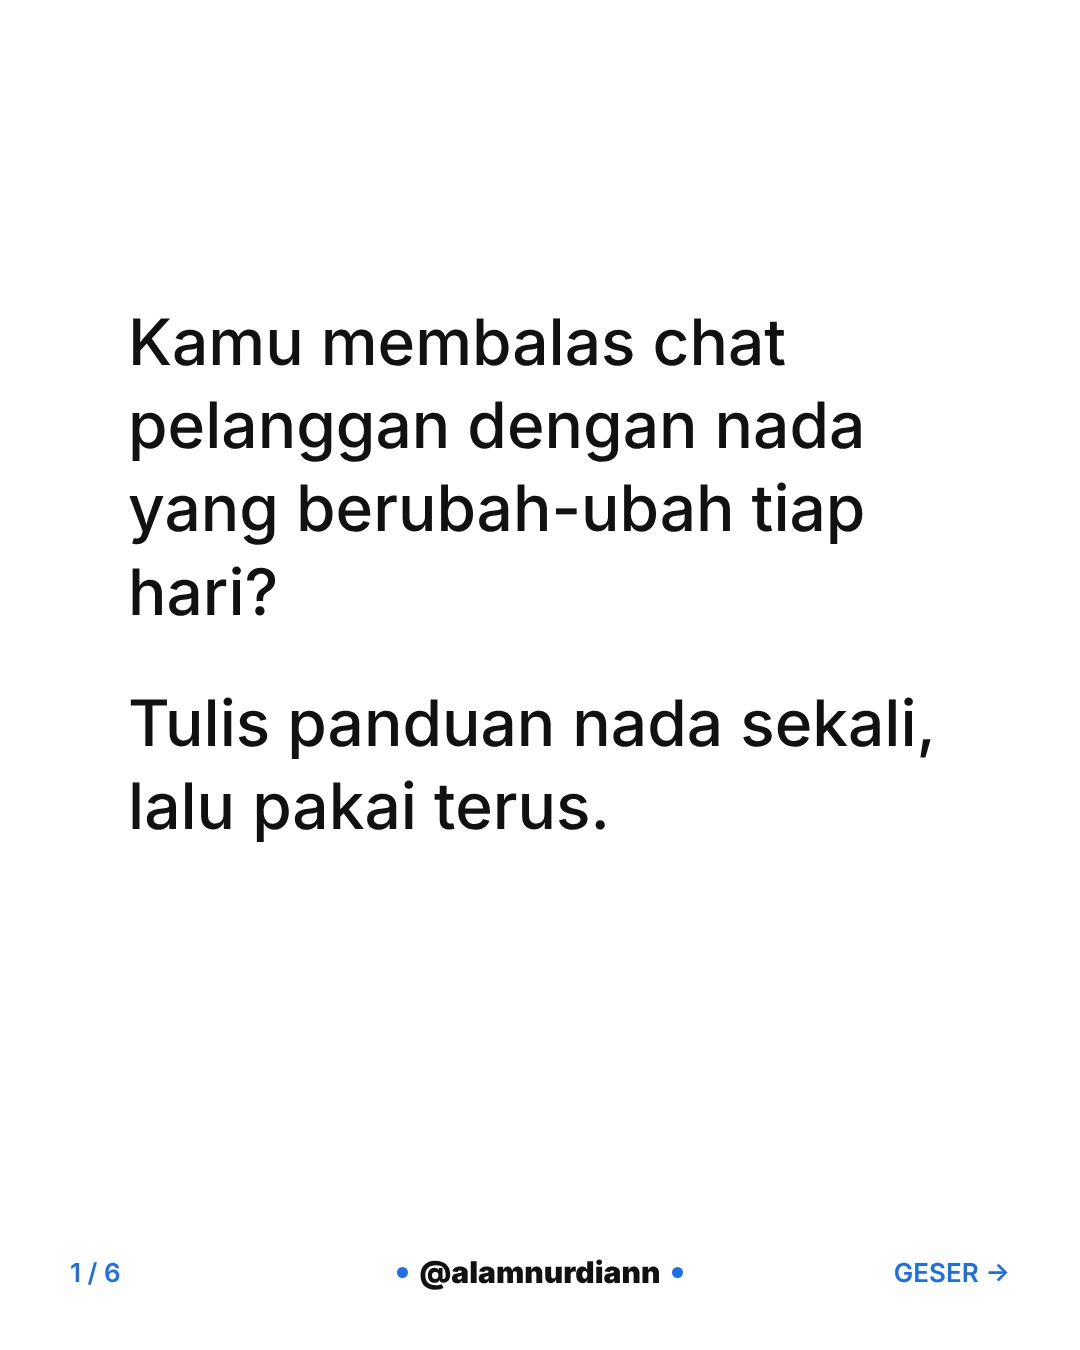 Kamu membalas chat
pelanggan dengan nada
yang berubah-ubah tiap
hari?
Tulis panduan nada sekali,
lalu pakai terus.
1 / 6
• @alamnurdiann •
GESER →